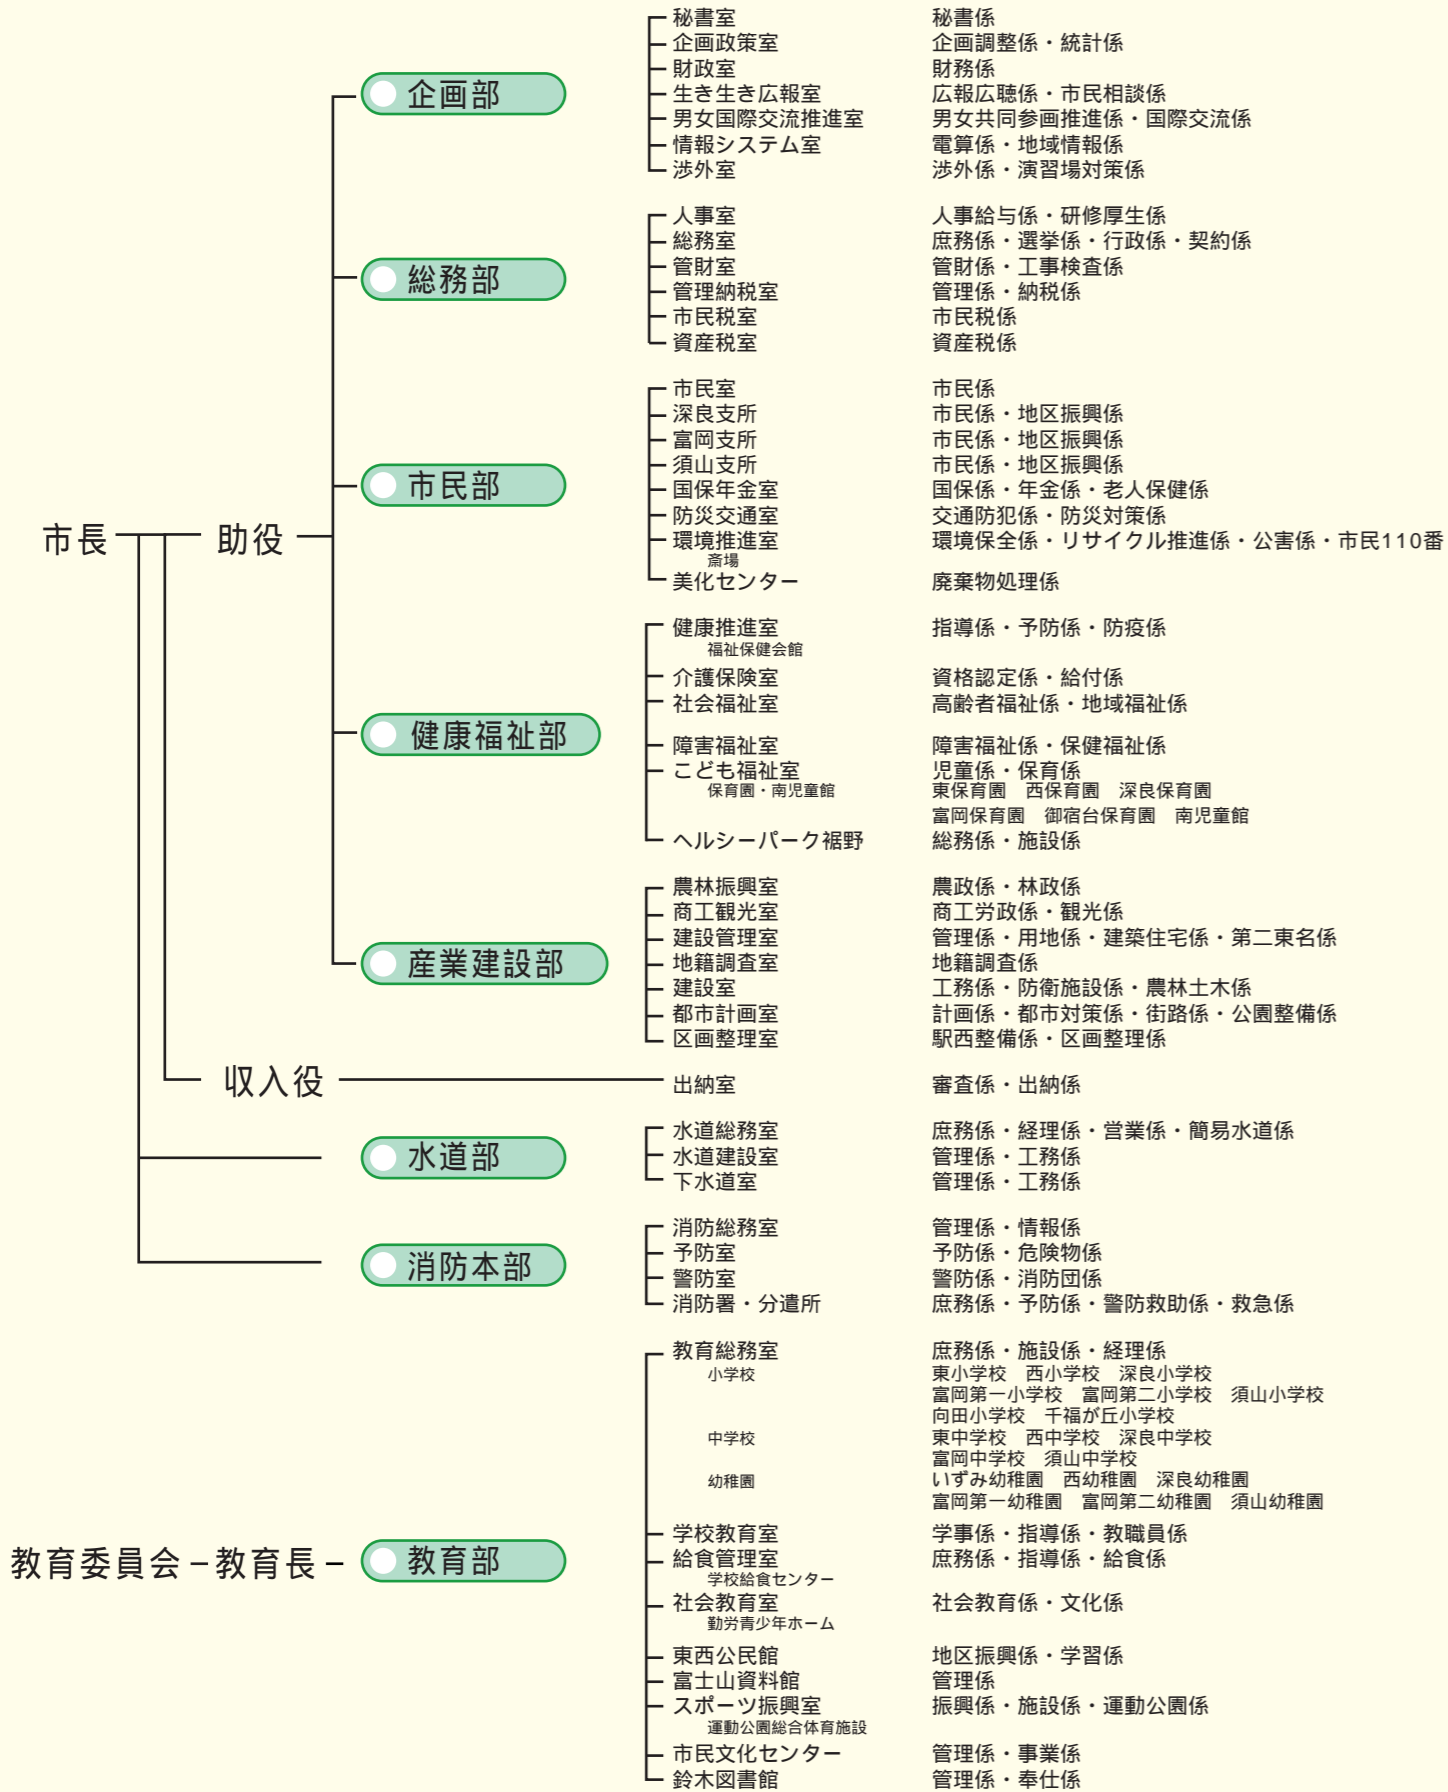 市長
助役
企画部
秘書室 秘書係
企画政策室 企画調整係・統計係
財政室 財務係
生き生き広報室 広報広聴係・市民相談係
男女国際交流推進室 男女共同参画推進係・国際交流係
情報システム室 電算係・地域情報係
渉外室 渉外係・演習場対策係
総務部
人事室 人事給与係・研修厚生係
総務室 庶務係・選挙係・行政係・契約係
管財室 管財係・工事検査係
管理納税室 管理係・納税係
市民税室 市民税係
資産税室 資産税係
市民部
市民室 市民係
深良支所 市民係・地区振興係
富岡支所 市民係・地区振興係
須山支所 市民係・地区振興係
国保年金室 国保係・年金係・老人保健係
防災交通室 交通防犯係・防災対策係
環境推進室 環境保全係・リサイクル推進係・公害係・市民110番
斎場
美化センター 廃棄物処理係
健康福祉部
健康推進室 指導係・予防係・防疫係
福祉保健会館
介護保険室 資格認定係・給付係
社会福祉室 高齢者福祉係・地域福祉係
障害福祉室 障害福祉係・保健福祉係
こども福祉室 児童係・保育係
保育園・南児童館 東保育園 西保育園 深良保育園
富岡保育園 御宿台保育園 南児童館
ヘルシーパーク裾野 総務係・施設係
産業建設部
農林振興室 農政係・林政係
商工観光室 商工労政係・観光係
建設管理室 管理係・用地係・建築住宅係・第二東名係
地籍調査室 地籍調査係
建設室 工務係・防衛施設係・農林土木係
都市計画室 計画係・都市対策係・街路係・公園整備係
区画整理室 駅西整備係・区画整理係
収入役
出納室 審査係・出納係
水道部
水道総務室 庶務係・経理係・営業係・簡易水道係
水道建設室 管理係・工務係
下水道室 管理係・工務係
消防本部
消防総務室 管理係・情報係
予防室 予防係・危険物係
警防室 警防係・消防団係
消防署・分遣所 庶務係・予防係・警防救助係・救急係
教育委員会－教育長－
教育部
教育総務室 庶務係・施設係・経理係
小学校 東小学校 西小学校 深良小学校
富岡第一小学校 富岡第二小学校 須山小学校
向田小学校 千福が丘小学校
中学校 東中学校 西中学校 深良中学校
富岡中学校 須山中学校
幼稚園 いずみ幼稚園 西幼稚園 深良幼稚園
富岡第一幼稚園 富岡第二幼稚園 須山幼稚園
学校教育室 学事係・指導係・教職員係
給食管理室 庶務係・指導係・給食係
学校給食センター
社会教育室 社会教育係・文化係
勤労青少年ホーム
東西公民館 地区振興係・学習係
富士山資料館 管理係
スポーツ振興室 振興係・施設係・運動公園係
運動公園総合体育施設
市民文化センター 管理係・事業係
鈴木図書館 管理係・奉仕係